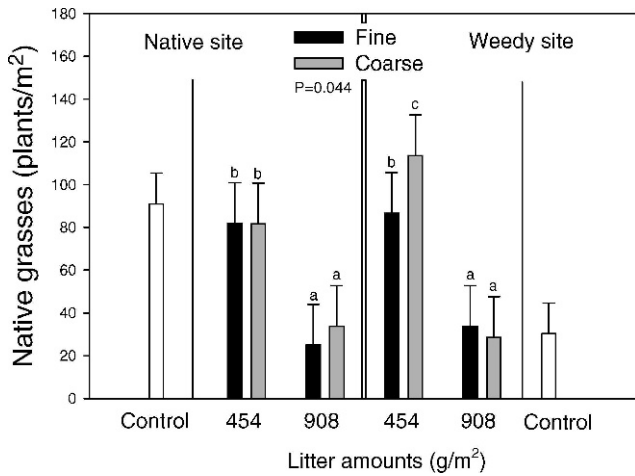 180
160
140
120
100
80
60
40
20
0
Native grasses (plants/m²)
Native site
Fine
Coarse
P=0.044
Weedy site
b b a a b c a a
Control 454 908 454 908 Control
Litter amounts (g/m²)